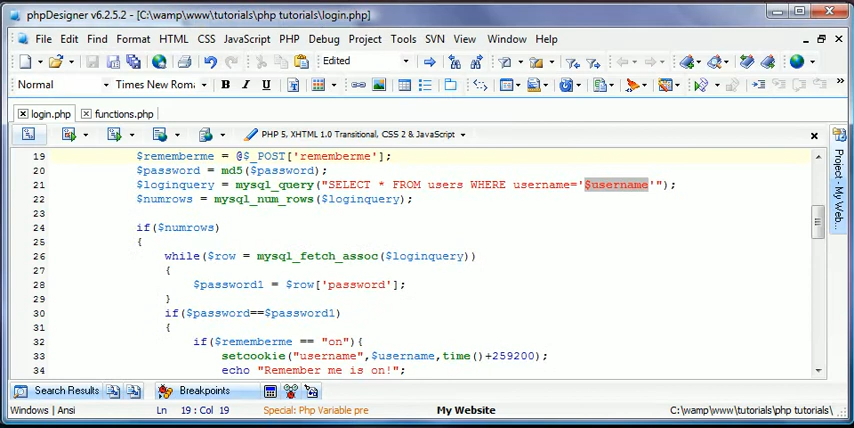 phpDesigner v6.2.5.2 - [C:\wamp\www\tutorials\php tutorials\login.php]
File Edit Find Format HTML CSS JavaScript PHP Debug Project Tools SVN Window Help
Edited
Normal Times New Roman B I U
login.php functions.php
PHP 5, XHTML 1.0 Transitional, CSS 2 & JavaScript
19 $rememberme = @$_POST['rememberme'];
20 $password = md5($password);
21 $loginquery = mysql_query("SELECT * FROM users WHERE username='$username'");
22 $numrows = mysql_num_rows($loginquery);
23
24 if($numrows)
25 {
26 while($row = mysql_fetch_assoc($loginquery))
27 {
28 $password1 = $row['password'];
29 }
30 if($password==$password1)
31 {
32 if($rememberme == "on"){
33 setcookie("username",$username,time()+259200);
34 echo "Remember me is on!";
Project - My Web...
Search Results Breakpoints
Windows | Ansi Ln 19 : Col 19 Special: Php Variable pre My Website C:\wamp\www\tutorials\php tutorials\